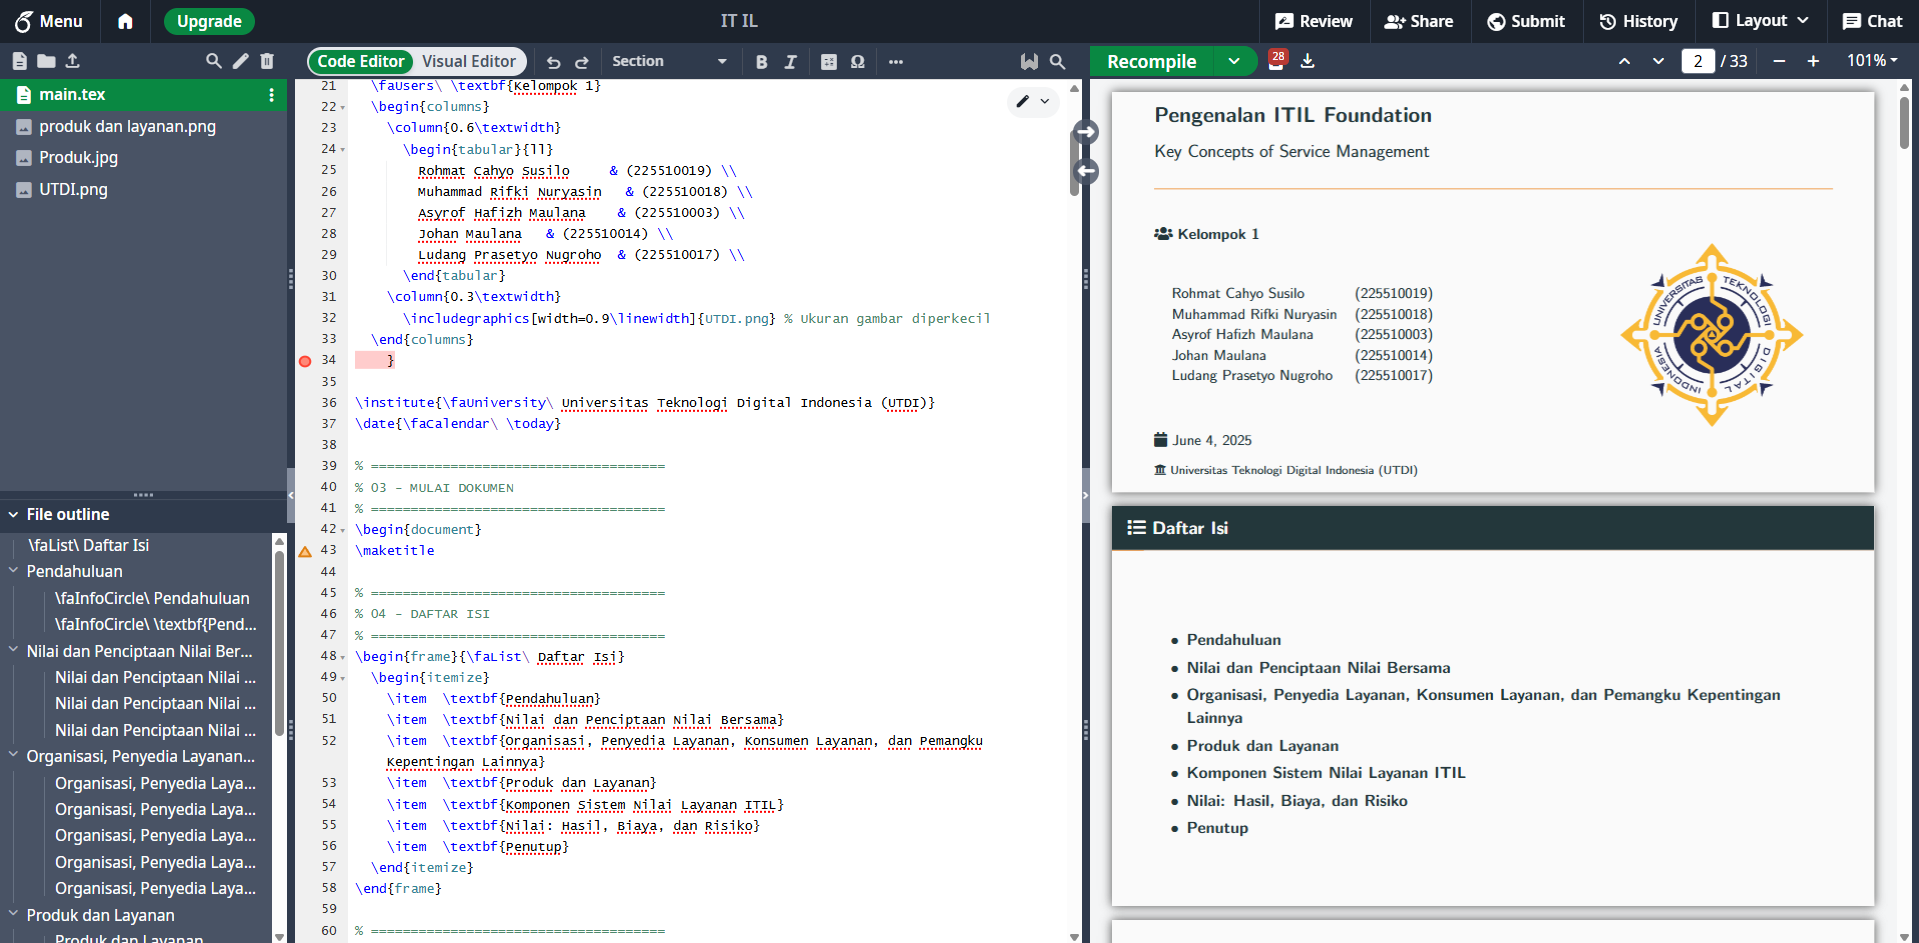 Menu
Upgrade
IT IL
Review
Share
Submit
History
Layout
Chat
Code Editor
Visual Editor
Section
B
I
Ω
Recompile
28
2
/ 33
101%
main.tex
produk dan layanan.png
Produk.jpg
UTDI.png
File outline
\faList\ Daftar Isi
Pendahuluan
\faInfoCircle\ Pendahuluan
\faInfoCircle\ \textbf{Pend...
Nilai dan Penciptaan Nilai Ber...
Nilai dan Penciptaan Nilai ...
Nilai dan Penciptaan Nilai ...
Nilai dan Penciptaan Nilai ...
Organisasi, Penyedia Layanan...
Organisasi, Penyedia Laya...
Organisasi, Penyedia Laya...
Organisasi, Penyedia Laya...
Organisasi, Penyedia Laya...
Organisasi, Penyedia Laya...
Produk dan Layanan
Produk dan Layanan
21 \faUsers\ \textbf{Kelompok 1}
22 \begin{columns}
23 \column{0.6\textwidth}
24 \begin{tabular}{ll}
25 Rohmat Cahyo Susilo & (225510019) \\
26 Muhammad Rifki Nuryasin & (225510018) \\
27 Asyrof Hafizh Maulana & (225510003) \\
28 Johan Maulana & (225510014) \\
29 Ludang Prasetyo Nugroho & (225510017) \\
30 \end{tabular}
31 \column{0.3\textwidth}
32 \includegraphics[width=0.9\linewidth]{UTDI.png} % Ukuran gambar diperkecil
33 \end{columns}
34 }
35
36 \institute{\faUniversity\ Universitas Teknologi Digital Indonesia (UTDI)}
37 \date{\faCalendar\ \today}
38
39 % =====================================
40 % 03 - MULAI DOKUMEN
41 % =====================================
42 \begin{document}
43 \maketitle
44
45 % =====================================
46 % 04 - DAFTAR ISI
47 % =====================================
48 \begin{frame}{\faList\ Daftar Isi}
49 \begin{itemize}
50 \item \textbf{Pendahuluan}
51 \item \textbf{Nilai dan Penciptaan Nilai Bersama}
52 \item \textbf{Organisasi, Penyedia Layanan, Konsumen Layanan, dan Pemangku
Kepentingan Lainnya}
53 \item \textbf{Produk dan Layanan}
54 \item \textbf{Komponen Sistem Nilai Layanan ITIL}
55 \item \textbf{Nilai: Hasil, Biaya, dan Risiko}
56 \item \textbf{Penutup}
57 \end{itemize}
58 \end{frame}
59
60 % =====================================
Pengenalan ITIL Foundation
Key Concepts of Service Management
Kelompok 1
Rohmat Cahyo Susilo (225510019)
Muhammad Rifki Nuryasin (225510018)
Asyrof Hafizh Maulana (225510003)
Johan Maulana (225510014)
Ludang Prasetyo Nugroho (225510017)
UNIVERSITAS TEKNOLOGI DIGITAL INDONESIA
June 4, 2025
Universitas Teknologi Digital Indonesia (UTDI)
Daftar Isi
• Pendahuluan
• Nilai dan Penciptaan Nilai Bersama
• Organisasi, Penyedia Layanan, Konsumen Layanan, dan Pemangku Kepentingan
Lainnya
• Produk dan Layanan
• Komponen Sistem Nilai Layanan ITIL
• Nilai: Hasil, Biaya, dan Risiko
• Penutup